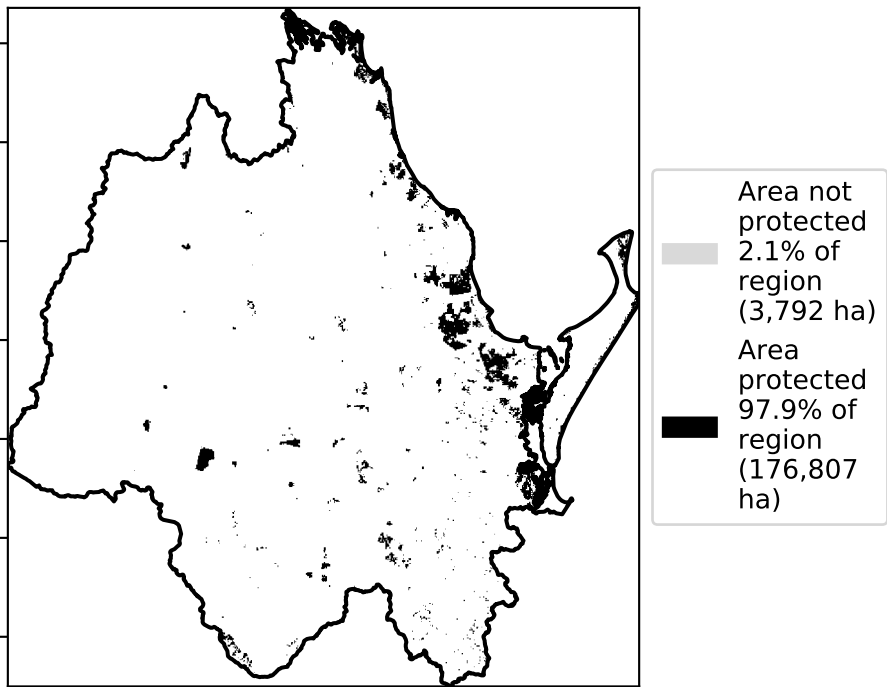 Area not
protected
2.1% of
region
(3,792 ha)
Area
protected
97.9% of
region
(176,807
ha)